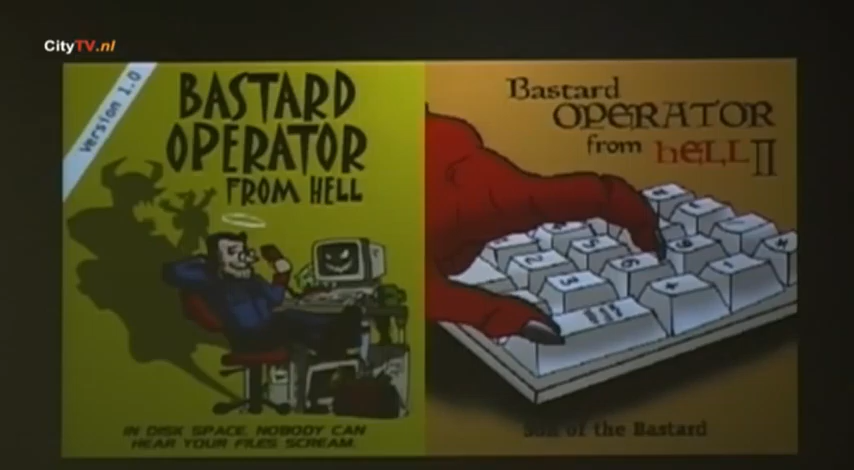 CityTV.nl
version 1.0
BASTARD
OPERATOR
FROM HELL
IN DISK SPACE, NOBODY CAN
HEAR YOUR FILES SCREAM.
Bastard
OPERATOR
from hELL II
Son of the Bastard